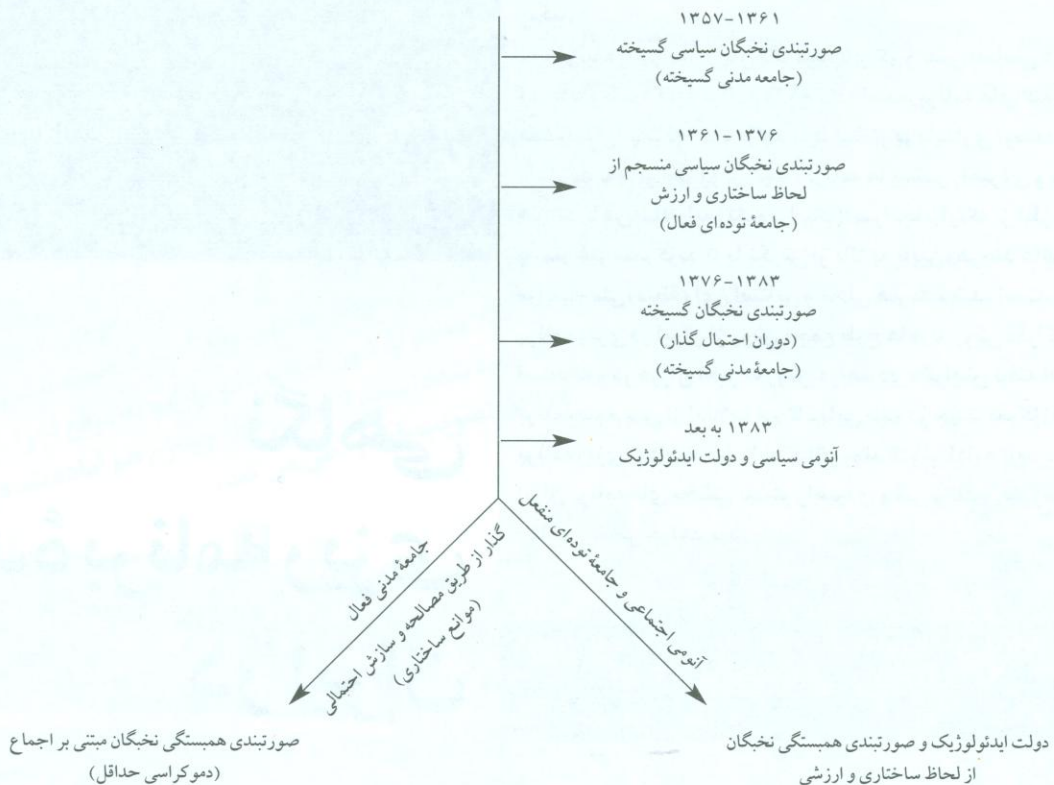 ۱۳۵۷-۱۳۶۱
صورتبندی نخبگان سیاسی گسیخته
(جامعه مدنی گسیخته)
۱۳۶۱-۱۳۷۶
صورتبندی نخبگان سیاسی منسجم از
لحاظ ساختاری و ارزش
(جامعهٔ توده‌ای فعال)
۱۳۷۶-۱۳۸۳
صورتبندی نخبگان گسیخته
(دوران احتمال گذار)
(جامعهٔ مدنی گسیخته)
۱۳۸۳ به بعد
آنومی سیاسی و دولت ایدئولوژیک
آنومی اجتماعی و جامعهٔ توده‌ای منفعل
جامعهٔ مدنی فعال
گذار از طریق مصالحه و سازش احتمالی
(موانع ساختاری)
دولت ایدئولوژیک و صورتبندی همبستگی نخبگان
از لحاظ ساختاری و ارزشی
صورتبندی همبستگی نخبگان مبتنی بر اجماع
(دموکراسی حداقل)